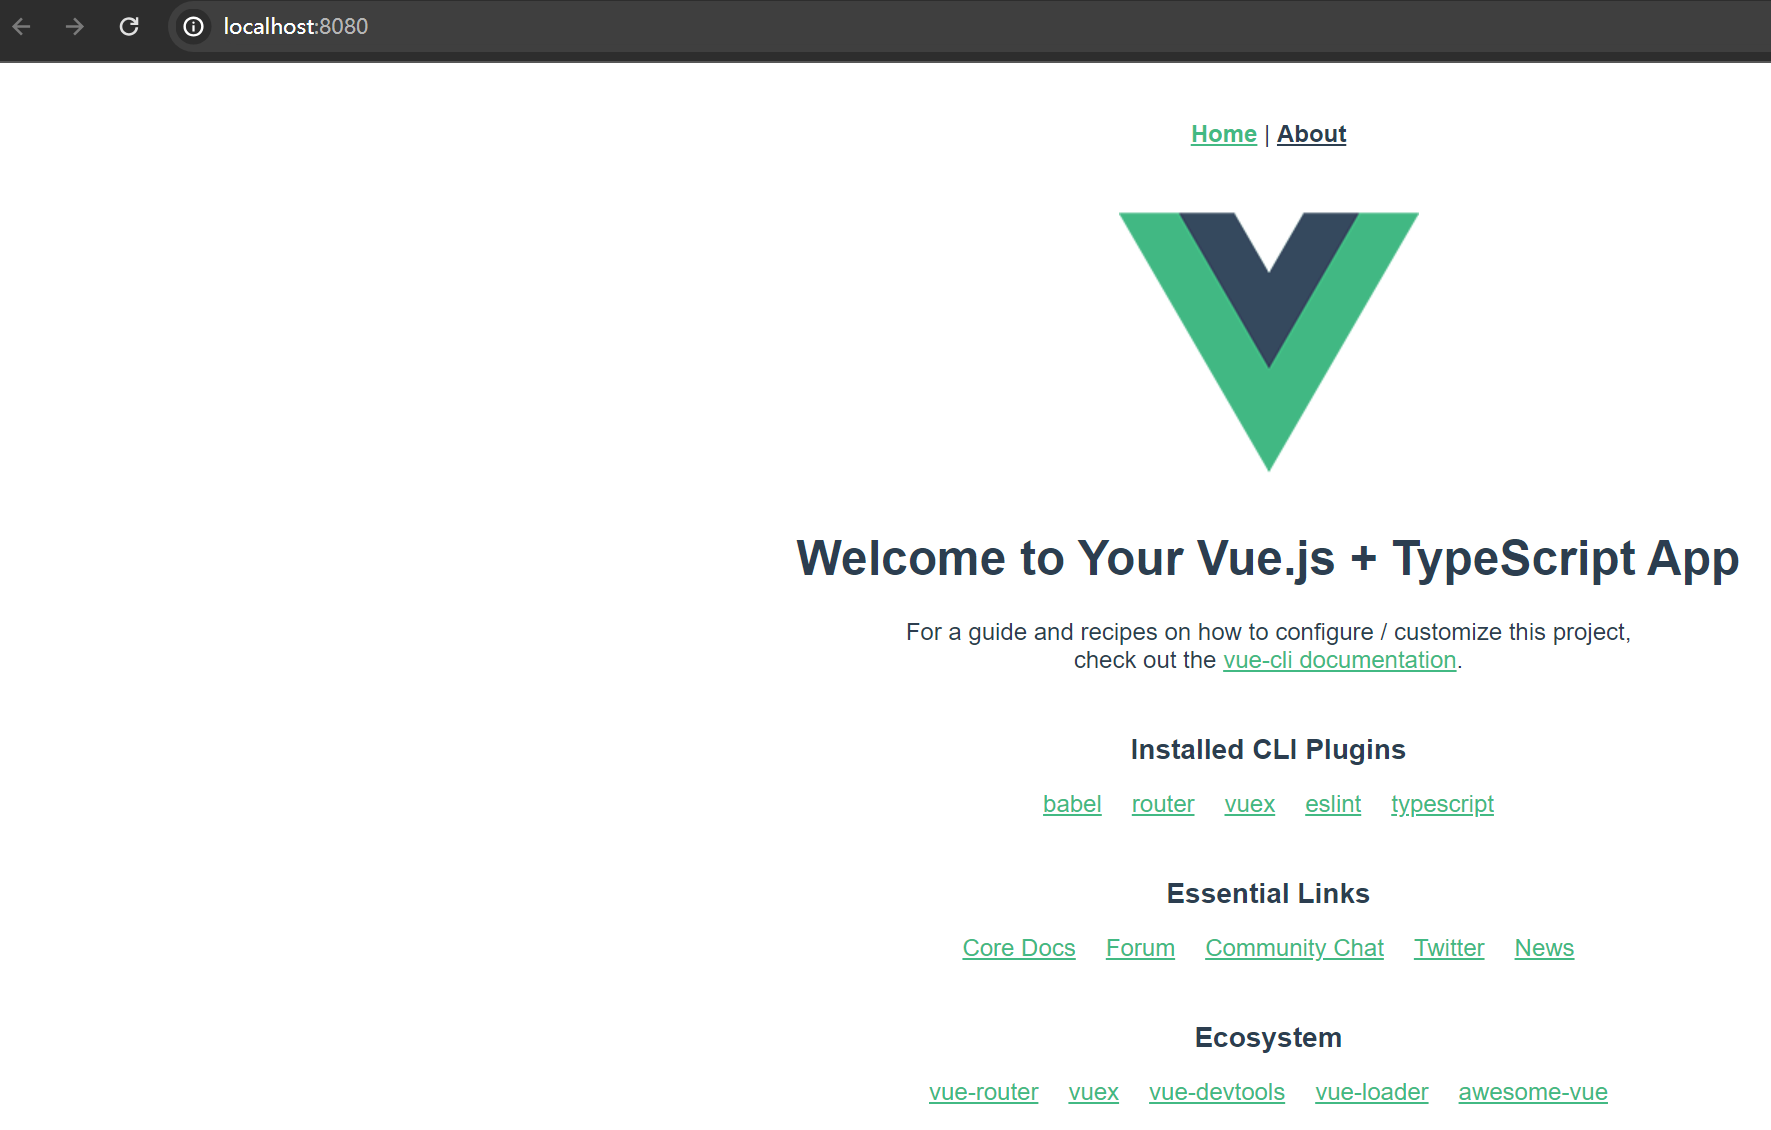 localhost:8080
Home | About
Welcome to Your Vue.js + TypeScript App
For a guide and recipes on how to configure / customize this project,
check out the vue-cli documentation.
Installed CLI Plugins
babel router vuex eslint typescript
Essential Links
Core Docs Forum Community Chat Twitter News
Ecosystem
vue-router vuex vue-devtools vue-loader awesome-vue